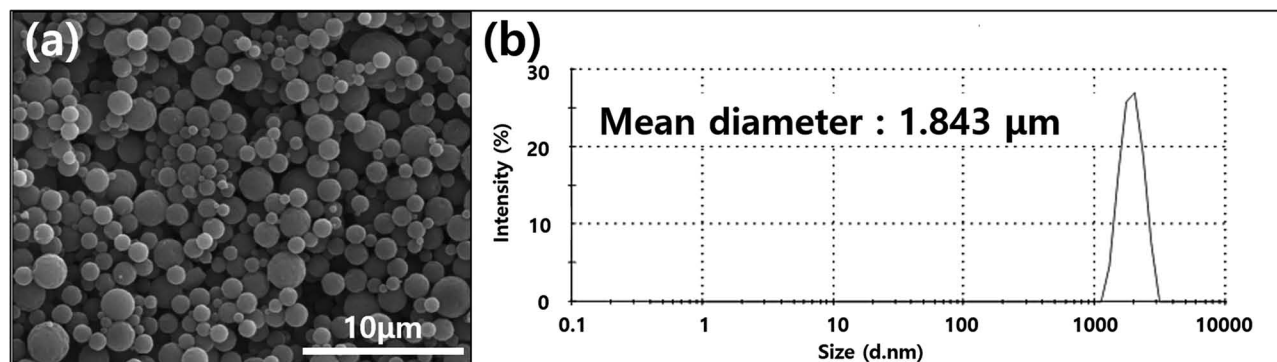 (a)
10μm
(b)
Mean diameter : 1.843 μm
Intensity (%)
30
20
10
0
0.1 1 10 100 1000 10000
Size (d.nm)